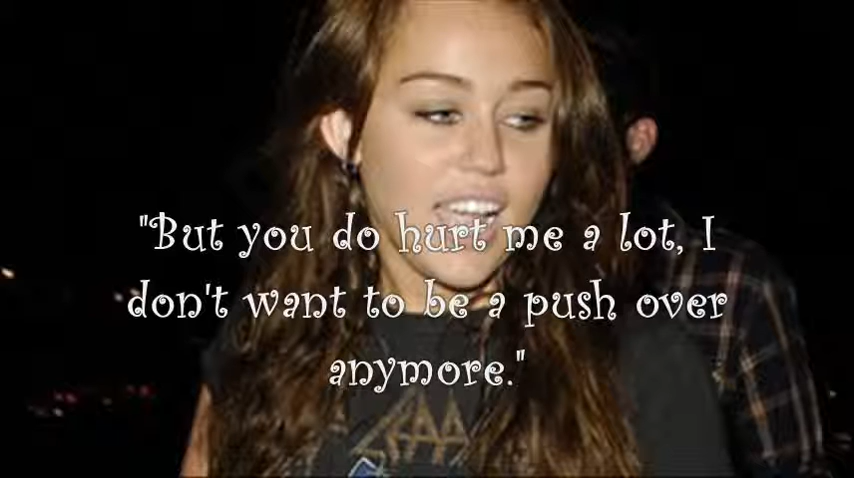 "But you do hurt me a lot, I
don't want to be a push over
anymore."